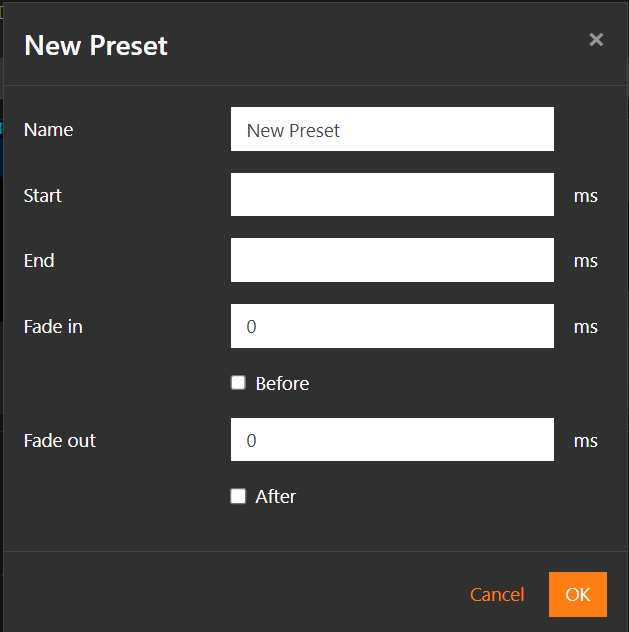 New Preset
×
Name
New Preset
Start
ms
End
ms
Fade in
0
ms
Before
Fade out
0
ms
After
Cancel
OK